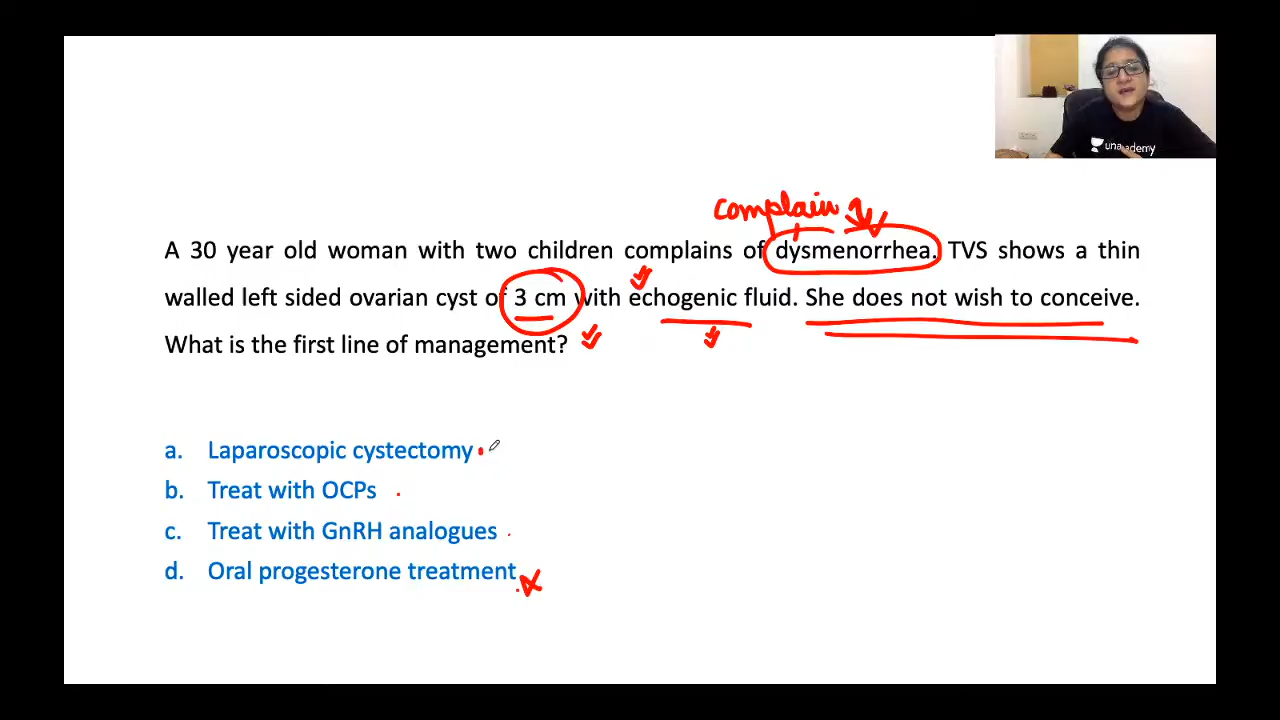 unacademy
complain
A 30 year old woman with two children complains of dysmenorrhea. TVS shows a thin
walled left sided ovarian cyst of 3 cm with echogenic fluid. She does not wish to conceive.
What is the first line of management?
a. Laparoscopic cystectomy
b. Treat with OCPs
c. Treat with GnRH analogues
d. Oral progesterone treatment